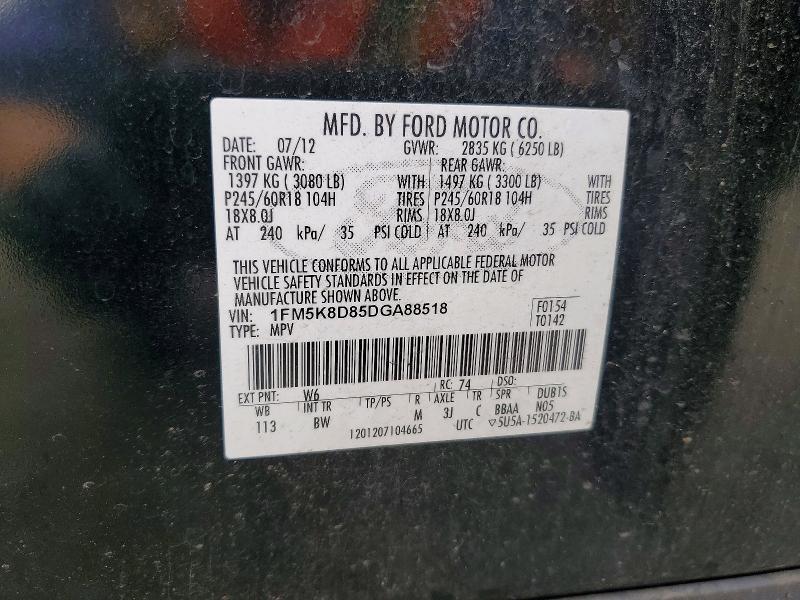 MFD. BY FORD MOTOR CO.
DATE: 07/12 GVWR: 2835 KG ( 6250 LB)
FRONT GAWR: REAR GAWR:
1397 KG ( 3080 LB) WITH 1497 KG ( 3300 LB) WITH
P245/60R18 104H TIRES P245/60R18 104H TIRES
18X8.0J RIMS 18X8.0J RIMS
AT 240 kPa/ 35 PSI COLD AT 240 kPa/ 35 PSI COLD
THIS VEHICLE CONFORMS TO ALL APPLICABLE FEDERAL MOTOR
VEHICLE SAFETY STANDARDS IN EFFECT ON THE DATE OF
MANUFACTURE SHOWN ABOVE.
VIN: 1FM5K8D85DGA88518 F0154
TYPE: MPV T0142
EXT PNT: W6 RC: 74 DSO:
WB INT TR TP/PS R AXLE TR SPR DUB1S
113 BW M 3J C BBAA N05
1201207104665 UTC ▽5U5A-1520472-BA